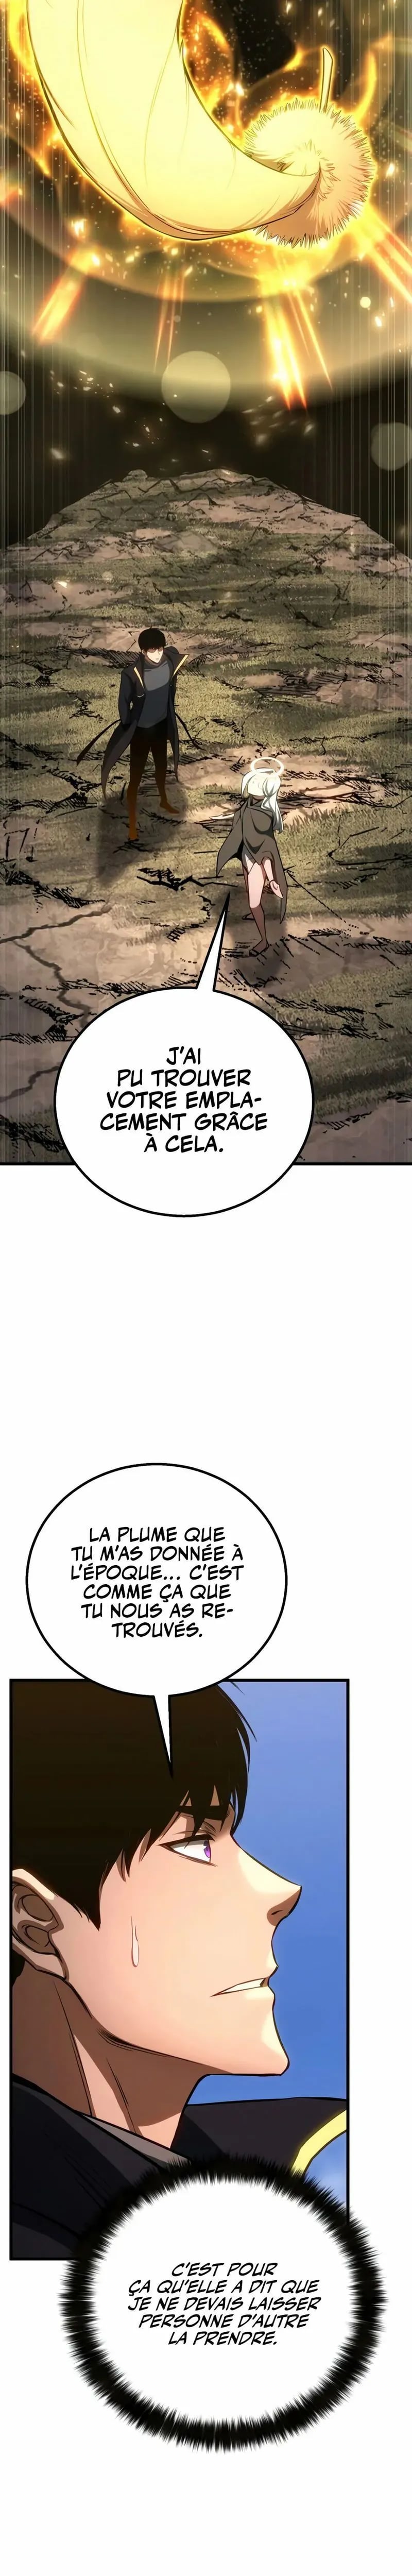 J'AI
PU TROUVER
VOTRE EMPLA-
CEMENT GRÂCE
À CELA.
LA PLUME QUE
TU M'AS DONNÉE À
L'ÉPOQUE... C'EST
COMME ÇA QUE
TU NOUS AS RE-
TROUVÉS.
C'EST POUR
ÇA QU'ELLE A DIT QUE
JE NE DEVAIS LAISSER
PERSONNE D'AUTRE
LA PRENDRE.